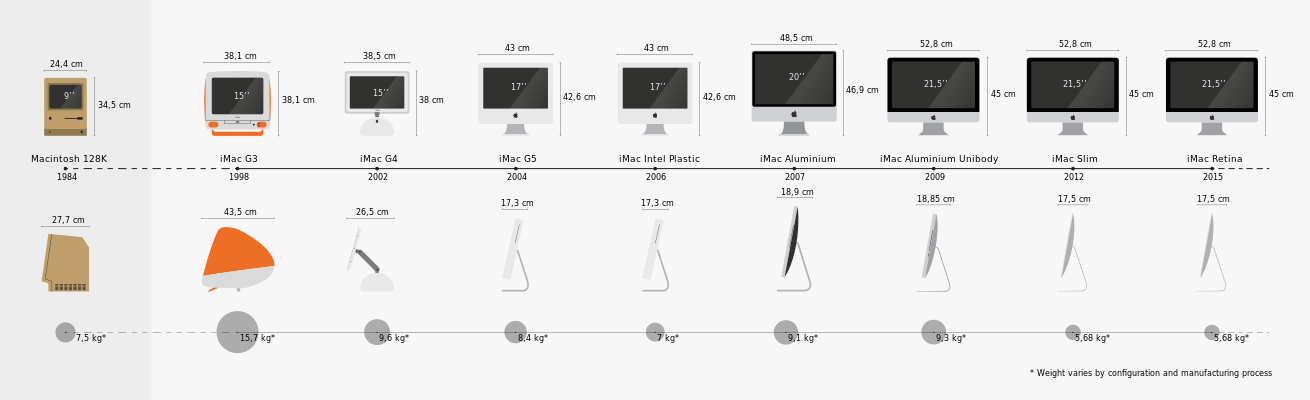 24,4 cm
38,1 cm
38,5 cm
43 cm
43 cm
48,5 cm
52,8 cm
52,8 cm
52,8 cm
9''
34,5 cm
15''
38,1 cm
15''
38 cm
17''
42,6 cm
17''
42,6 cm
20''
46,9 cm
21,5''
45 cm
21,5''
45 cm
21,5''
45 cm
Macintosh 128K
iMac G3
iMac G4
iMac G5
iMac Intel Plastic
iMac Aluminium
iMac Aluminium Unibody
iMac Slim
iMac Retina
1984
1998
2002
2004
2006
2007
2009
2012
2015
27,7 cm
43,5 cm
26,5 cm
17,3 cm
17,3 cm
18,9 cm
18,85 cm
17,5 cm
17,5 cm
7,5 kg*
15,7 kg*
9,6 kg*
8,4 kg*
7 kg*
9,1 kg*
9,3 kg*
5,68 kg*
5,68 kg*
* Weight varies by configuration and manufacturing process